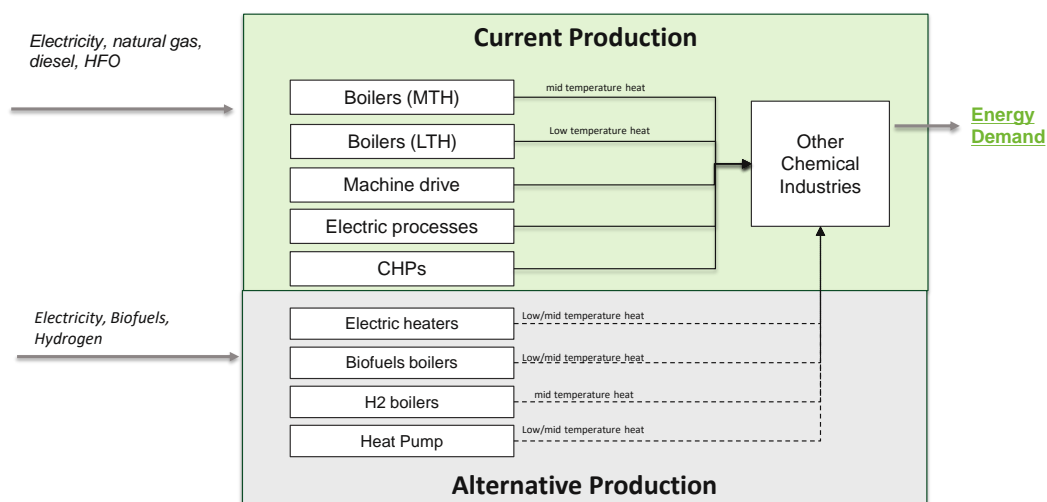 Current Production
Electricity, natural gas,
diesel, HFO
Boilers (MTH)
mid temperature heat
Boilers (LTH)
Low temperature heat
Machine drive
Electric processes
CHPs
Other
Chemical
Industries
Energy
Demand
Electricity, Biofuels,
Hydrogen
Electric heaters
Low/mid temperature heat
Biofuels boilers
Low/mid temperature heat
H2 boilers
mid temperature heat
Heat Pump
Low/mid temperature heat
Alternative Production